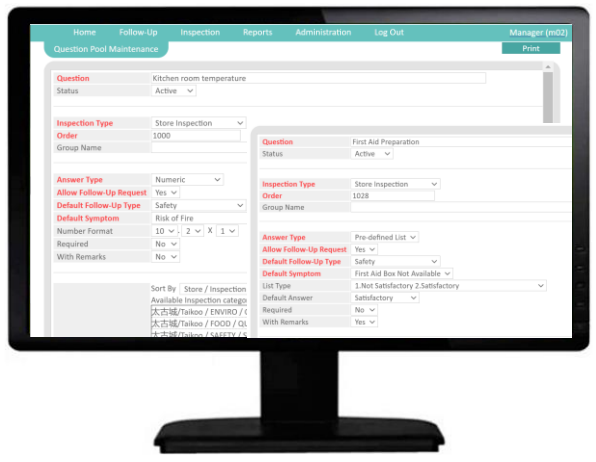 Home Follow-Up Inspection Reports Administration Log Out Manager (m02)
Question Pool Maintenance Print
Question Kitchen room temperature
Status Active
Inspection Type Store Inspection
Order 1000
Group Name
Answer Type Numeric
Allow Follow-Up Request Yes
Default Follow-Up Type Safety
Default Symptom Risk of Fire
Number Format 10 . 2 X 1
Required No
With Remarks No
Sort By Store / Inspection
Available Inspection catego
太古城/Taikoo / ENVIRO /
太古城/Taikoo / FOOD / QU
太古城/Taikoo / SAFETY / S
Question First Aid Preparation
Status Active
Inspection Type Store Inspection
Order 1028
Group Name
Answer Type Pre-defined List
Allow Follow-Up Request Yes
Default Follow-Up Type Safety
Default Symptom First Aid Box Not Available
List Type 1.Not Satisfactory 2.Satisfactory
Default Answer Satisfactory
Required No
With Remarks Yes